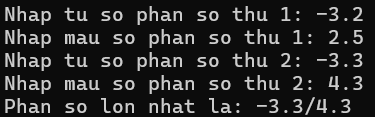 Nhap tu so phan so thu 1: -3.2
Nhap mau so phan so thu 1: 2.5
Nhap tu so phan so thu 2: -3.3
Nhap mau so phan so thu 2: 4.3
Phan so lon nhat la: -3.3/4.3